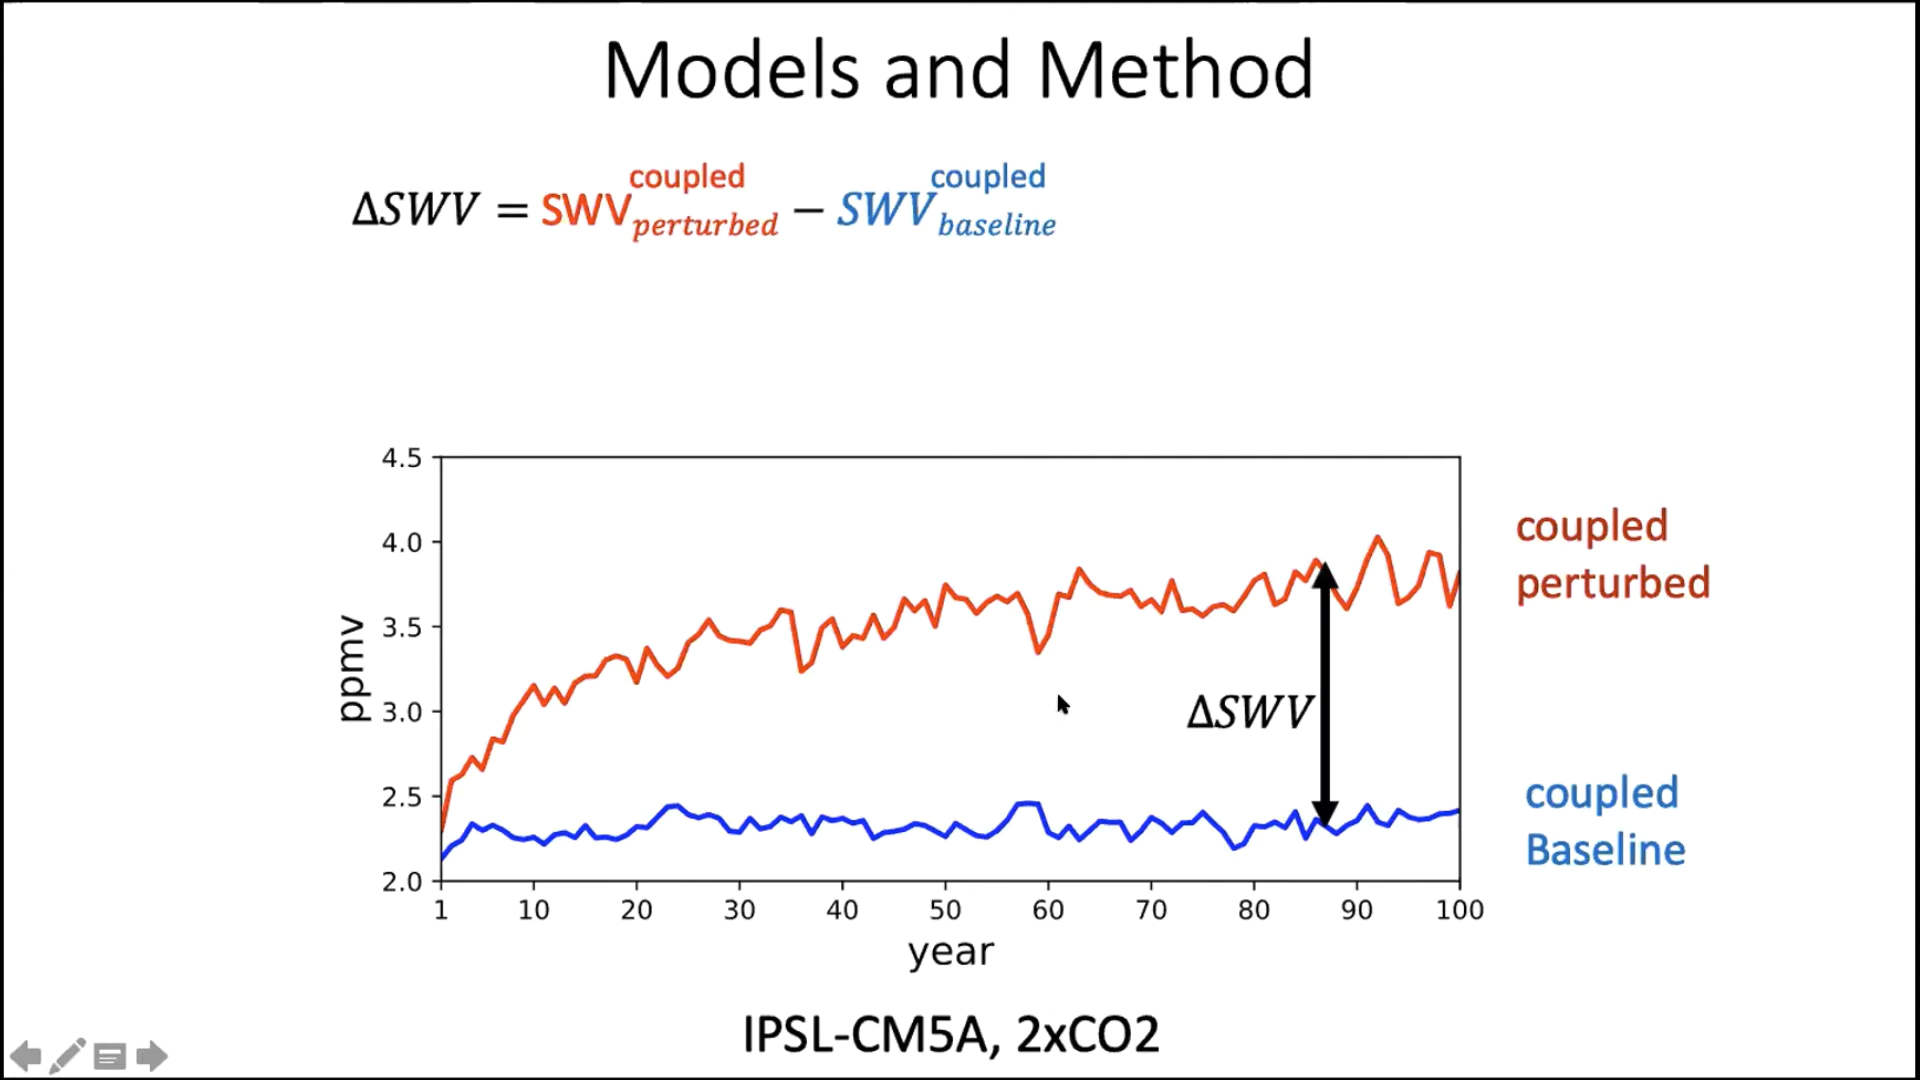 Models and Method
ΔSWV = SWV coupled perturbed − SWV coupled baseline
4.5
4.0
3.5
3.0
2.5
2.0
ppmv
ΔSWV
coupled
perturbed
coupled
Baseline
1 10 20 30 40 50 60 70 80 90 100
year
IPSL-CM5A, 2xCO2